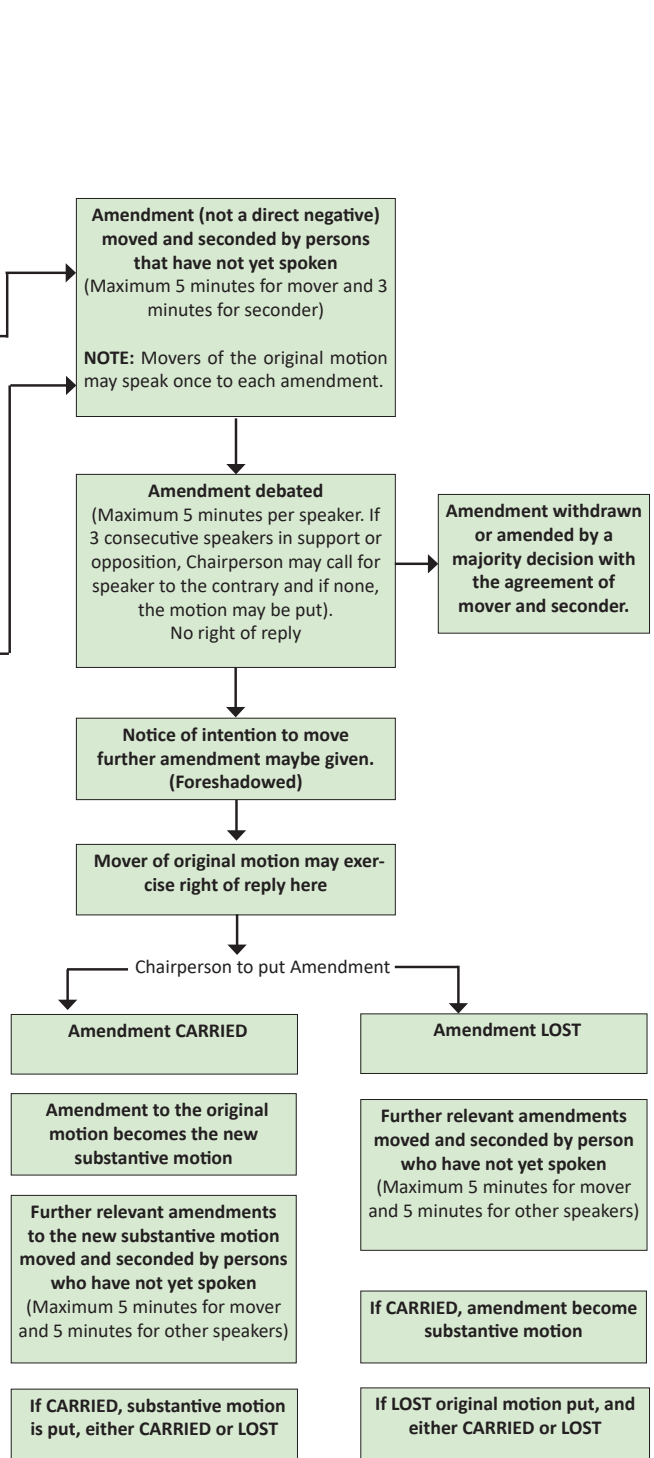 Amendment (not a direct negative)
moved and seconded by persons
that have not yet spoken
(Maximum 5 minutes for mover and 3
minutes for seconder)
NOTE: Movers of the original motion
may speak once to each amendment.
Amendment debated
(Maximum 5 minutes per speaker. If
3 consecutive speakers in support or
opposition, Chairperson may call for
speaker to the contrary and if none,
the motion may be put).
No right of reply
Amendment withdrawn
or amended by a
majority decision with
the agreement of
mover and seconder.
Notice of intention to move
further amendment maybe given.
(Foreshadowed)
Mover of original motion may exer-
cise right of reply here
Chairperson to put Amendment
Amendment CARRIED
Amendment to the original
motion becomes the new
substantive motion
Further relevant amendments
to the new substantive motion
moved and seconded by persons
who have not yet spoken
(Maximum 5 minutes for mover
and 5 minutes for other speakers)
If CARRIED, substantive motion
is put, either CARRIED or LOST
Amendment LOST
Further relevant amendments
moved and seconded by person
who have not yet spoken
(Maximum 5 minutes for mover
and 5 minutes for other speakers)
If CARRIED, amendment become
substantive motion
If LOST original motion put, and
either CARRIED or LOST